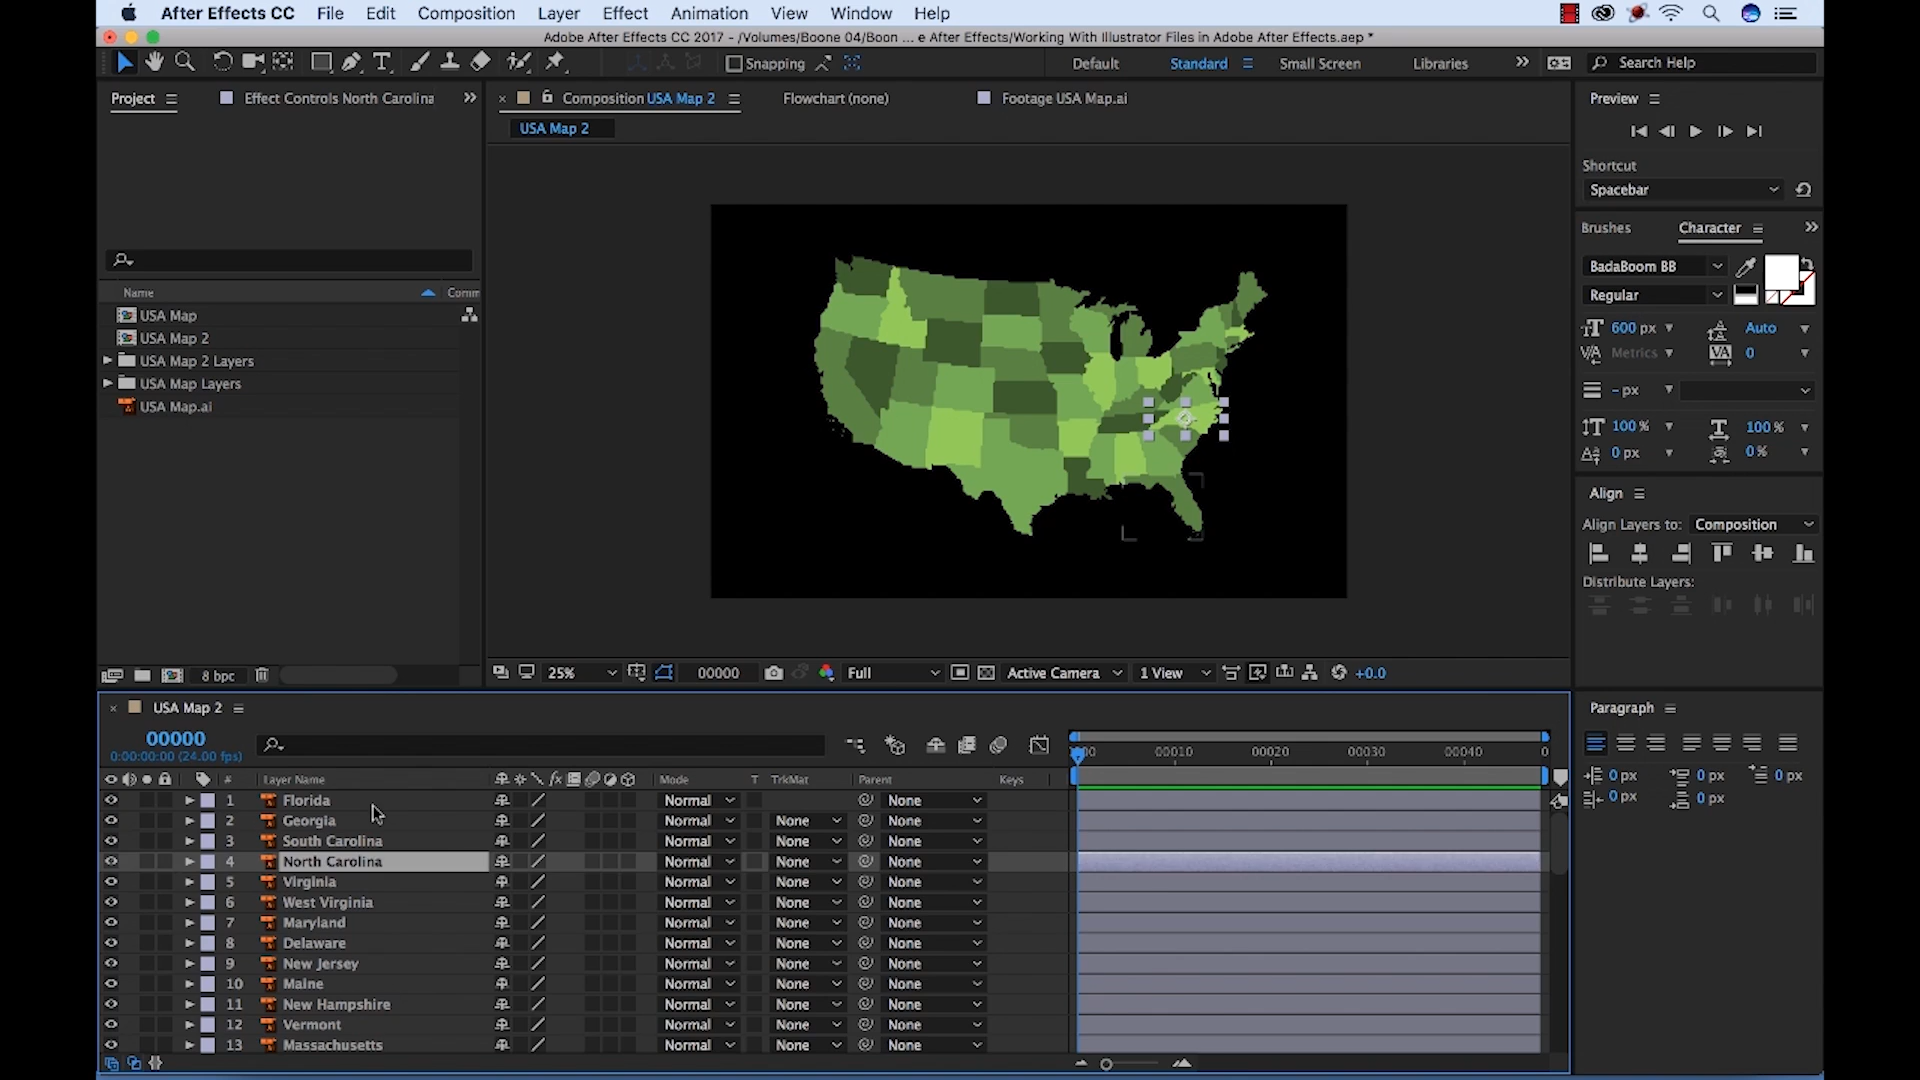 After Effects CC File Edit Composition Layer Effect Animation View Window Help
Adobe After Effects CC 2017 - /Volumes/Boone 04/Boon ... e After Effects/Working With Illustrator Files in Adobe After Effects.aep *
Snapping Default Standard Small Screen Libraries Search Help
Project Effect Controls North Carolina Composition USA Map 2 Flowchart (none) Footage USA Map.ai Preview
USA Map 2
Shortcut
Spacebar
Brushes Character
BadaBoom BB
Regular
Name Comm
USA Map
USA Map 2
USA Map 2 Layers
USA Map Layers
USA Map.ai
600 px Auto
Metrics 0
- px
100 % 100 %
0 px 0 %
Align
Align Layers to: Composition
Distribute Layers:
8 bpc 25% 00000 Full Active Camera 1 View +0.0
USA Map 2
00000
0:00:00:00 (24.00 fps)
00010 00020 00030 00040
Paragraph
0 px 0 px 0 px
0 px 0 px
# Layer Name Mode T TrkMat Parent Keys
1 Florida Normal None
2 Georgia Normal None None
3 South Carolina Normal None None
4 North Carolina Normal None None
5 Virginia Normal None None
6 West Virginia Normal None None
7 Maryland Normal None None
8 Delaware Normal None None
9 New Jersey Normal None None
10 Maine Normal None None
11 New Hampshire Normal None None
12 Vermont Normal None None
13 Massachusetts Normal None None